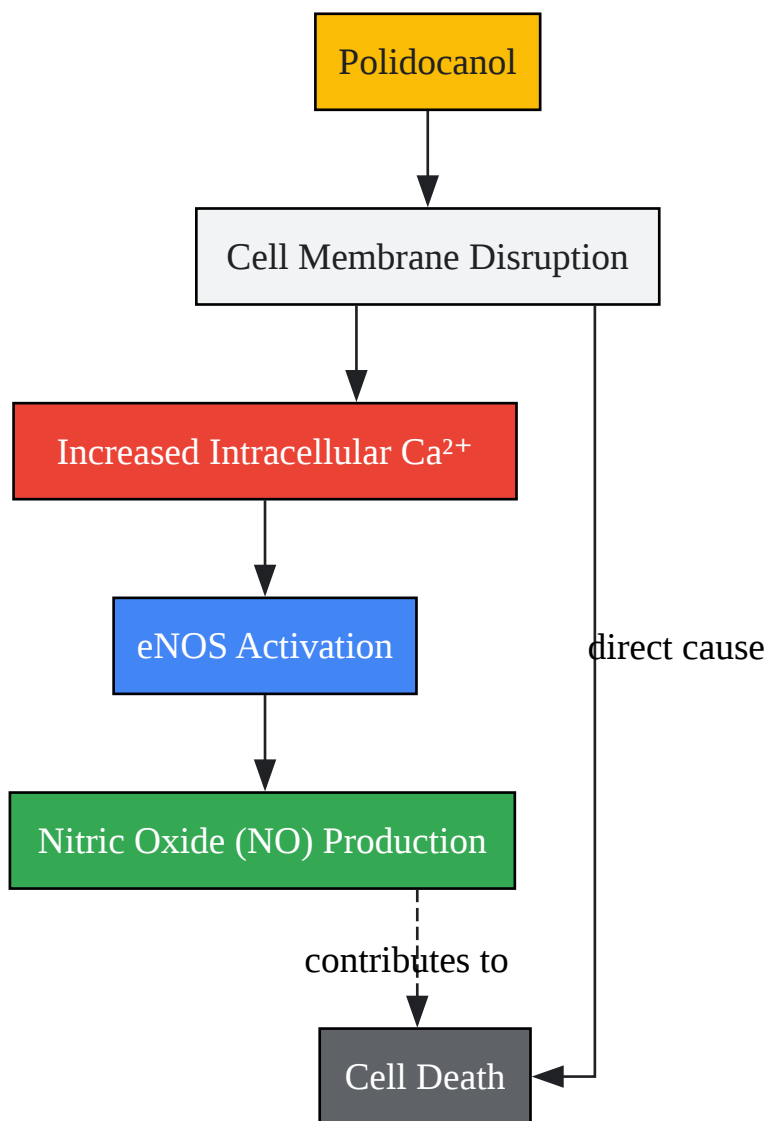 Polidocanol
Cell Membrane Disruption
Increased Intracellular Ca²⁺
eNOS Activation
direct cause
Nitric Oxide (NO) Production
contributes to
Cell Death